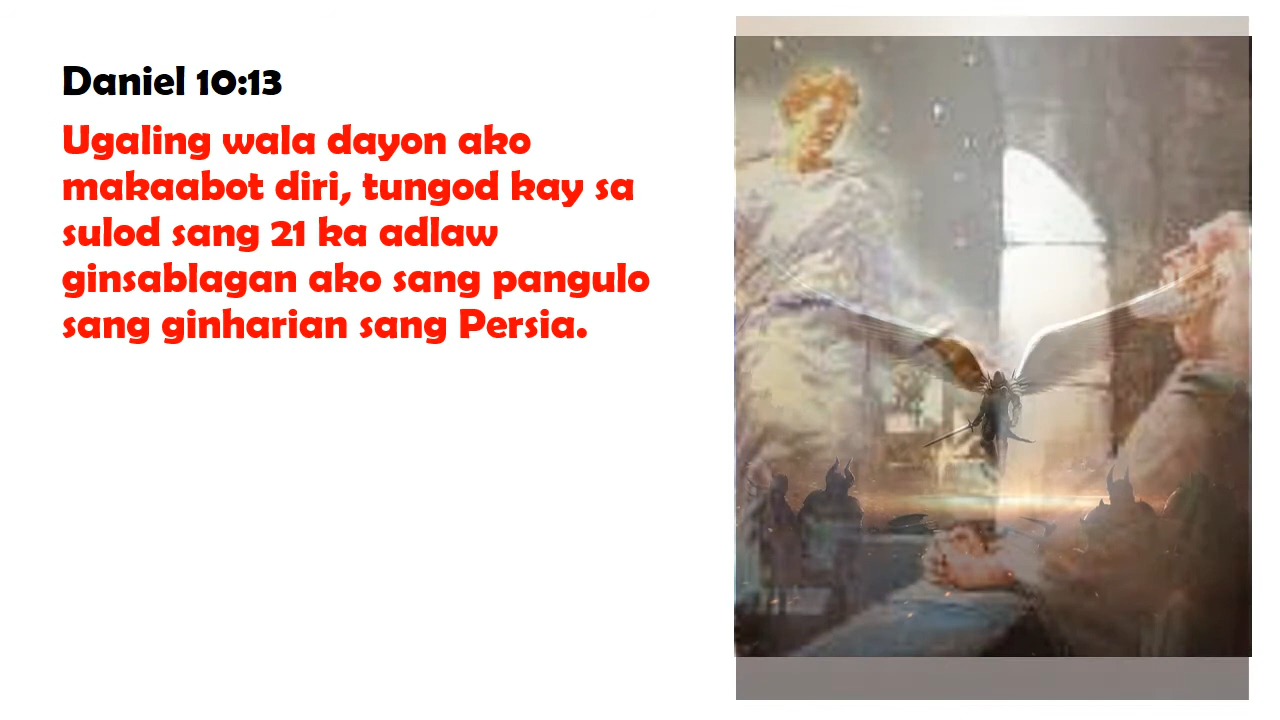 Daniel 10:13
Ugaling wala dayon ako
makaabot diri, tungod kay sa
sulod sang 21 ka adlaw
ginsablagan ako sang pangulo
sang ginharian sang Persia.